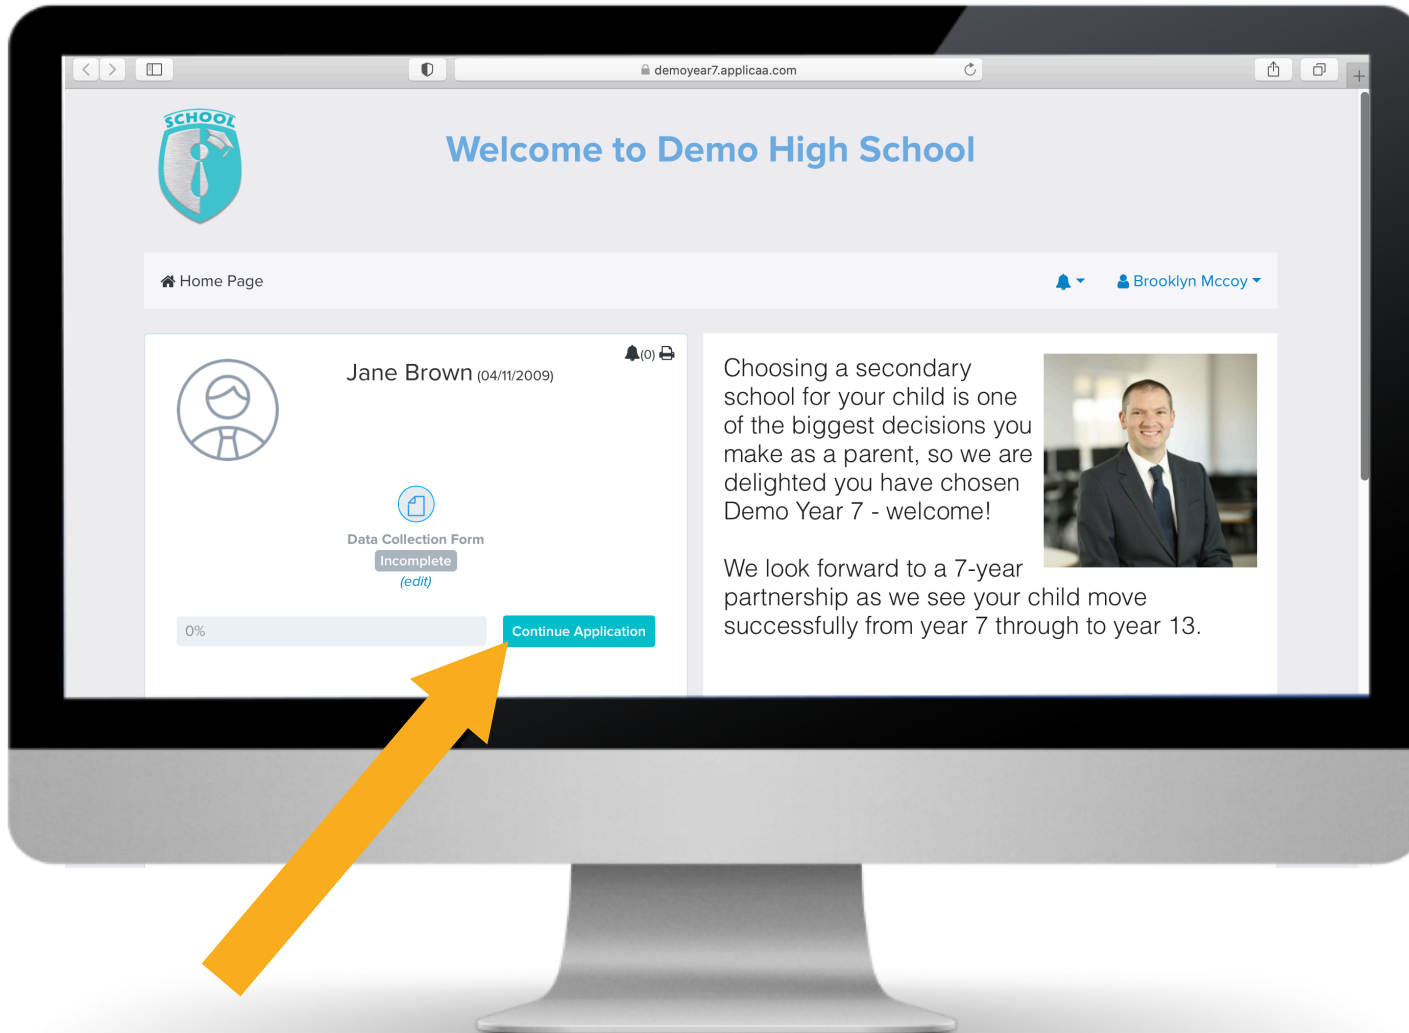 demoyear7.applicaa.com
SCHOOL
Welcome to Demo High School
Home Page
Brooklyn Mccoy
Jane Brown (04/11/2009)
(0)
Data Collection Form
Incomplete
(edit)
0%
Continue Application
Choosing a secondary
school for your child is one
of the biggest decisions you
make as a parent, so we are
delighted you have chosen
Demo Year 7 - welcome!
We look forward to a 7-year
partnership as we see your child move
successfully from year 7 through to year 13.